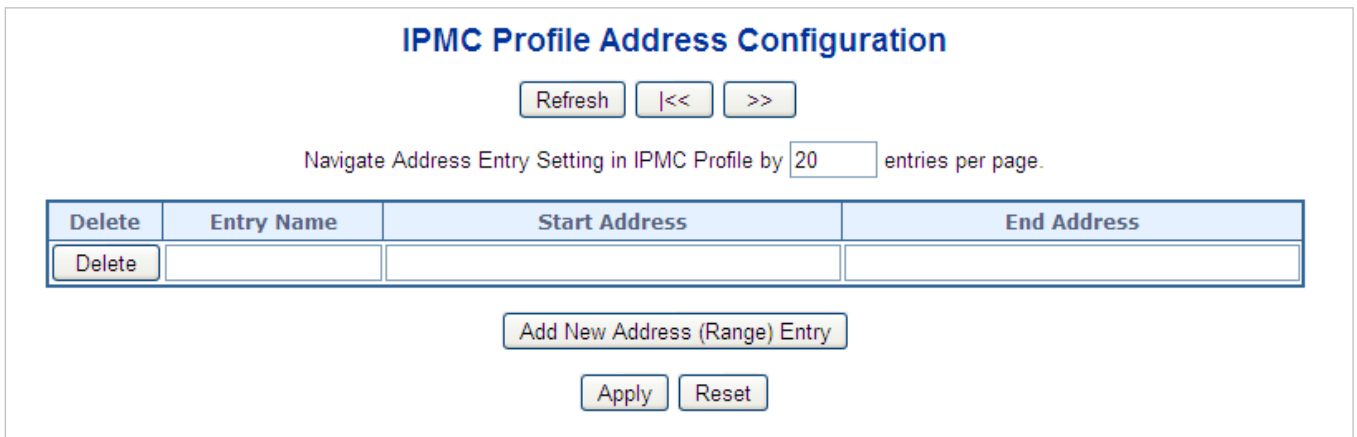 IPMC Profile Address Configuration
Refresh |<< >>
Navigate Address Entry Setting in IPMC Profile by 20 entries per page.
Delete Entry Name Start Address End Address
Delete
Add New Address (Range) Entry
Apply Reset